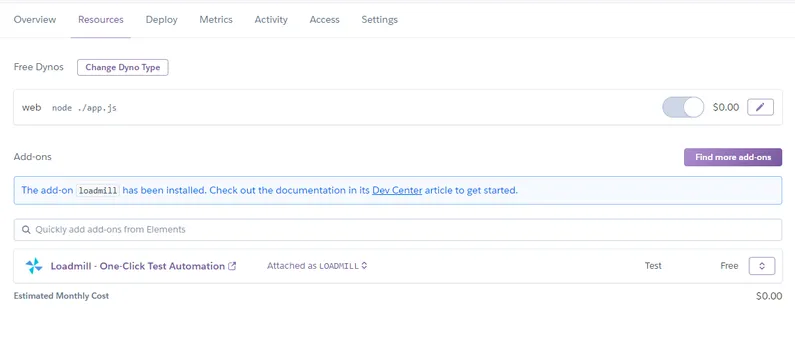 Overview Resources Deploy Metrics Activity Access Settings
Free Dynos Change Dyno Type
web node ./app.js $0.00
Add-ons Find more add-ons
The add-on loadmill has been installed. Check out the documentation in its Dev Center article to get started.
Quickly add add-ons from Elements
Loadmill - One-Click Test Automation Attached as LOADMILL Test Free
Estimated Monthly Cost $0.00